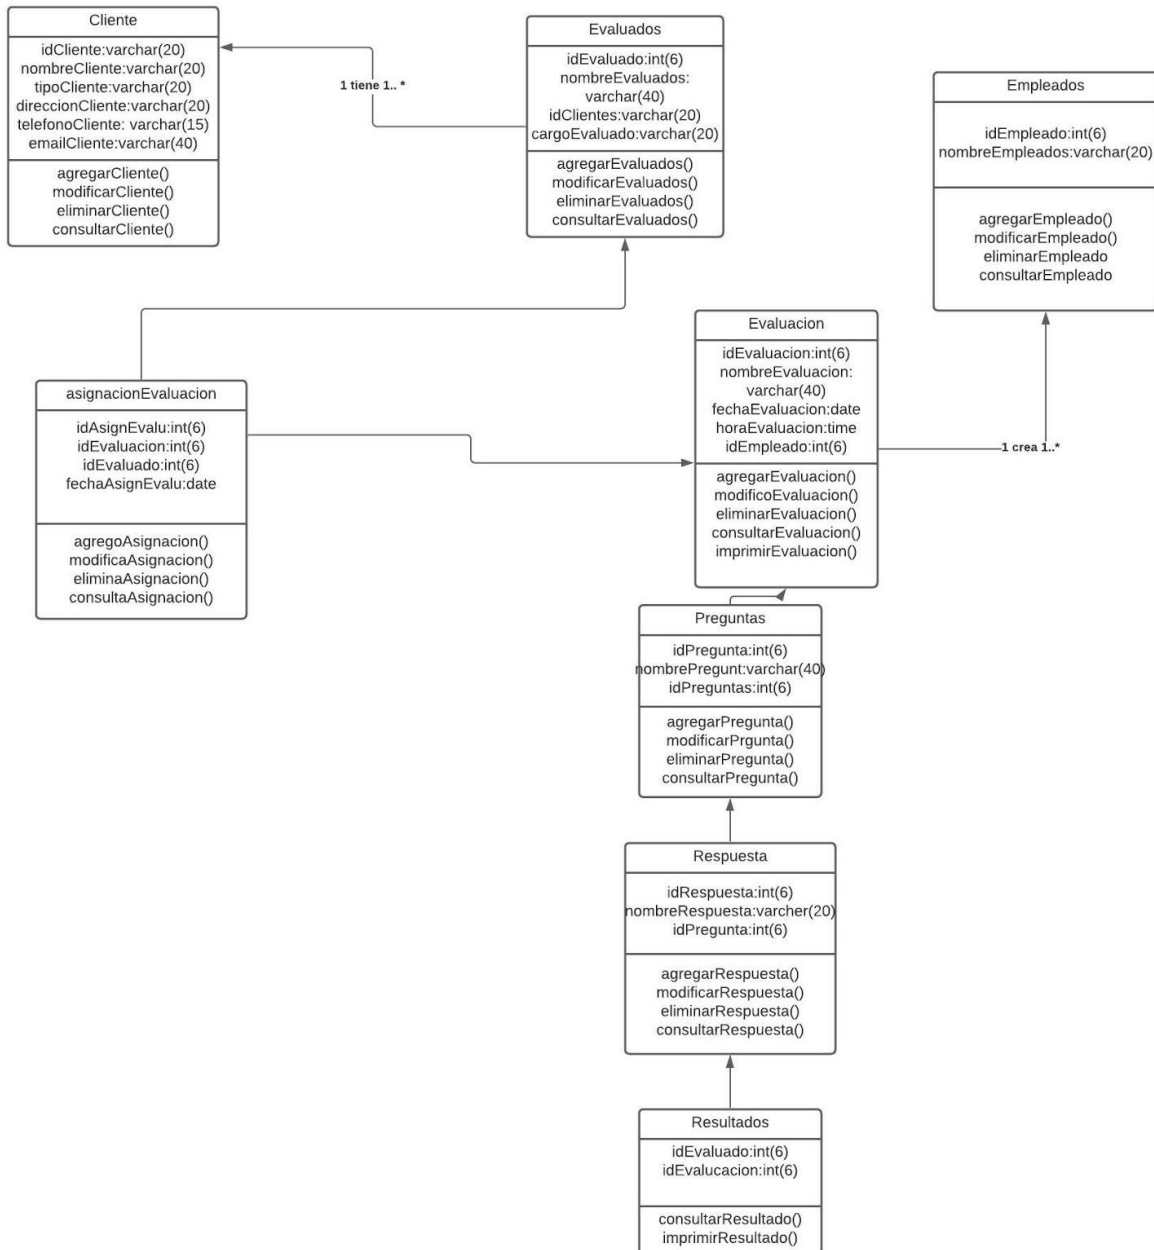 Cliente
idCliente:varchar(20)
nombreCliente:varchar(20)
tipoCliente:varchar(20)
direccionCliente:varchar(20)
telefonoCliente: varchar(15)
emailCliente:varchar(40)
agregarCliente()
modificarCliente()
eliminarCliente()
consultarCliente()
1 tiene 1.. *
Evaluados
idEvaluado:int(6)
nombreEvaluados:
varchar(40)
idClientes:varchar(20)
cargoEvaluado:varchar(20)
agregarEvaluados()
modificarEvaluados()
eliminarEvaluados()
consultarEvaluados()
Empleados
idEmpleado:int(6)
nombreEmpleados:varchar(20)
agregarEmpleado()
modificarEmpleado()
eliminarEmpleado
consultarEmpleado
asignacionEvaluacion
idAsignEvalu:int(6)
idEvaluacion:int(6)
idEvaluado:int(6)
fechaAsignEvalu:date
agregoAsignacion()
modificaAsignacion()
eliminaAsignacion()
consultaAsignacion()
Evaluacion
idEvaluacion:int(6)
nombreEvaluacion:
varchar(40)
fechaEvaluacion:date
horaEvaluacion:time
idEmpleado:int(6)
agregarEvaluacion()
modificoEvaluacion()
eliminarEvaluacion()
consultarEvaluacion()
imprimirEvaluacion()
1 crea 1..*
Preguntas
idPregunta:int(6)
nombrePregunt:varchar(40)
idPreguntas:int(6)
agregarPregunta()
modificarPrgunta()
eliminarPregunta()
consultarPregunta()
Respuesta
idRespuesta:int(6)
nombreRespuesta:varcher(20)
idPregunta:int(6)
agregarRespuesta()
modificarRespuesta()
eliminarRespuesta()
consultarRespuesta()
Resultados
idEvaluado:int(6)
idEvalucacion:int(6)
consultarResultado()
imprimirResultado()